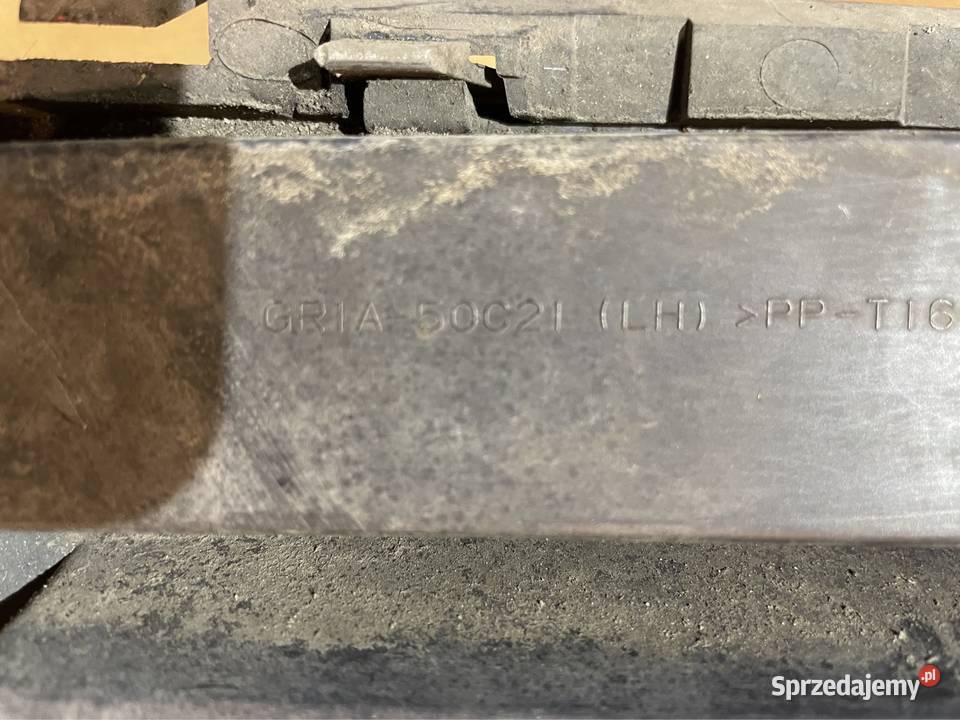 GR1A-50C21 (LH) >PP-T16
Sprzedajemy.pl